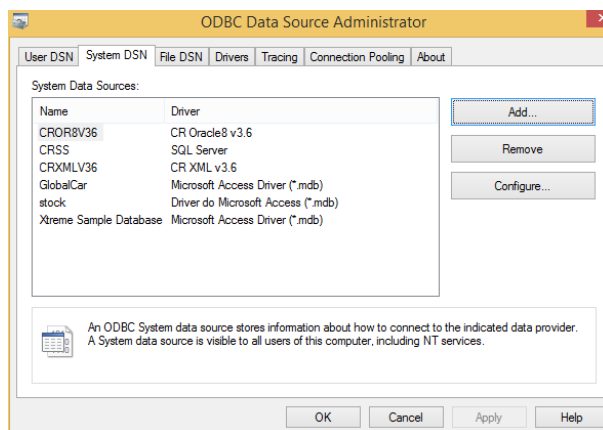 ODBC Data Source Administrator
User DSN System DSN File DSN Drivers Tracing Connection Pooling About
System Data Sources:
Name Driver
CROR8V36 CR Oracle8 v3.6
CRSS SQL Server
CRXMLV36 CR XML v3.6
GlobalCar Microsoft Access Driver (*.mdb)
stock Driver do Microsoft Access (*.mdb)
Xtreme Sample Database Microsoft Access Driver (*.mdb)
Add...
Remove
Configure...
An ODBC System data source stores information about how to connect to the indicated data provider.
A System data source is visible to all users of this computer, including NT services.
OK Cancel Apply Help